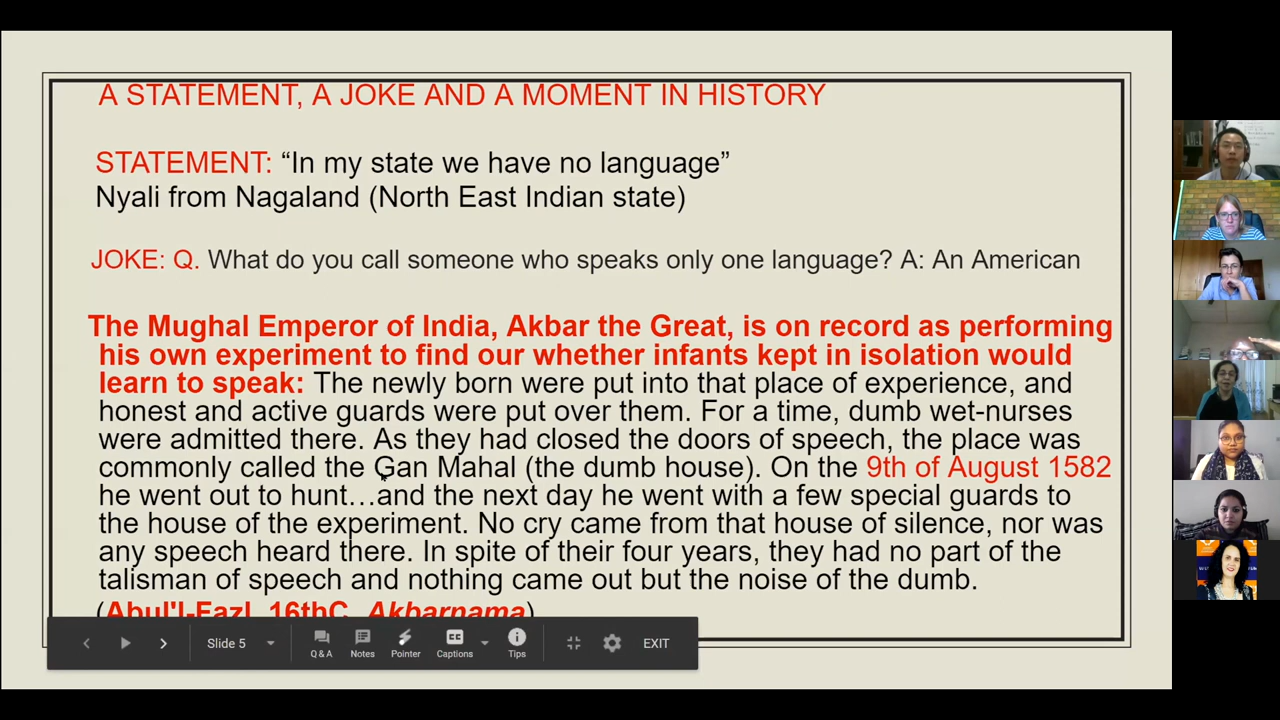 A STATEMENT, A JOKE AND A MOMENT IN HISTORY
STATEMENT: “In my state we have no language”
Nyali from Nagaland (North East Indian state)
JOKE: Q. What do you call someone who speaks only one language? A: An American
The Mughal Emperor of India, Akbar the Great, is on record as performing
his own experiment to find our whether infants kept in isolation would
learn to speak: The newly born were put into that place of experience, and
honest and active guards were put over them. For a time, dumb wet-nurses
were admitted there. As they had closed the doors of speech, the place was
commonly called the Gan Mahal (the dumb house). On the 9th of August 1582
he went out to hunt…and the next day he went with a few special guards to
the house of the experiment. No cry came from that house of silence, nor was
any speech heard there. In spite of their four years, they had no part of the
talisman of speech and nothing came out but the noise of the dumb.
(Abul'l-Fazl, 16thC, Akbarnama)
Slide 5
Q & A
Notes
Pointer
CC
Captions
Tips
EXIT